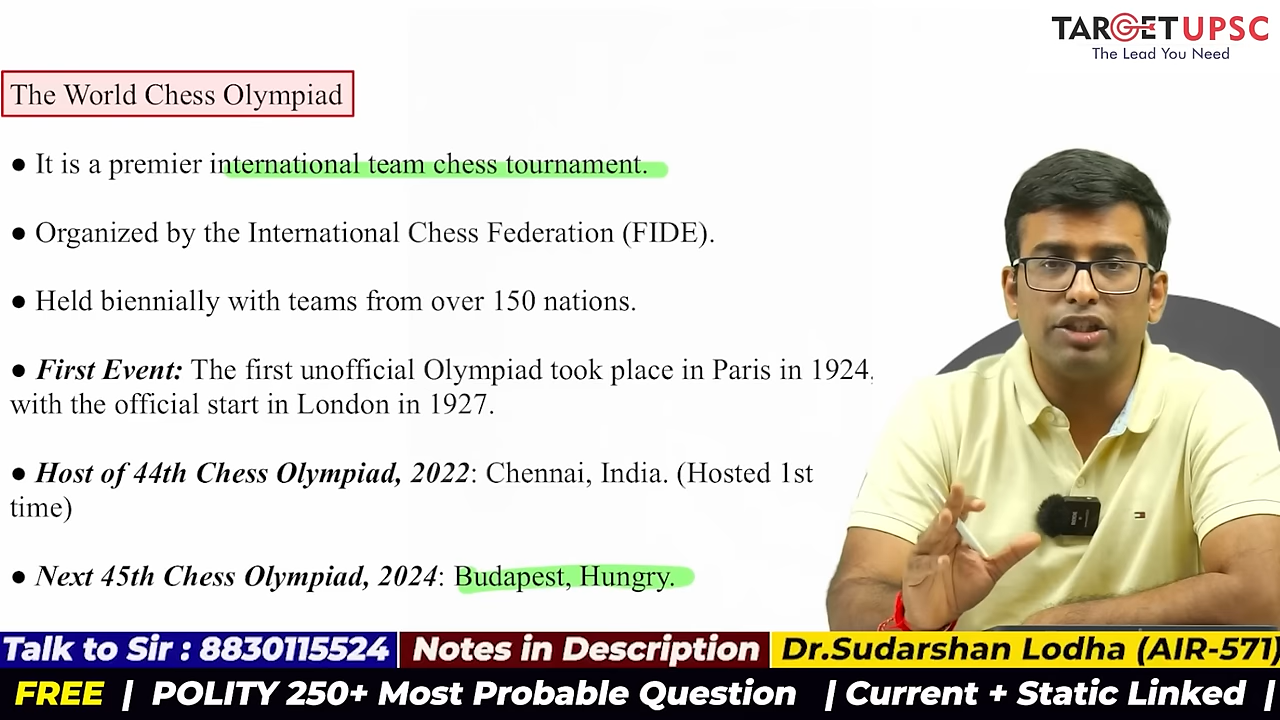 TARGET UPSC
The Lead You Need
The World Chess Olympiad
● It is a premier international team chess tournament.
● Organized by the International Chess Federation (FIDE).
● Held biennially with teams from over 150 nations.
● First Event: The first unofficial Olympiad took place in Paris in 1924,
with the official start in London in 1927.
● Host of 44th Chess Olympiad, 2022: Chennai, India. (Hosted 1st
time)
● Next 45th Chess Olympiad, 2024: Budapest, Hungry.
Talk to Sir : 8830115524 Notes in Description Dr.Sudarshan Lodha (AIR-571)
FREE | POLITY 250+ Most Probable Question | Current + Static Linked |